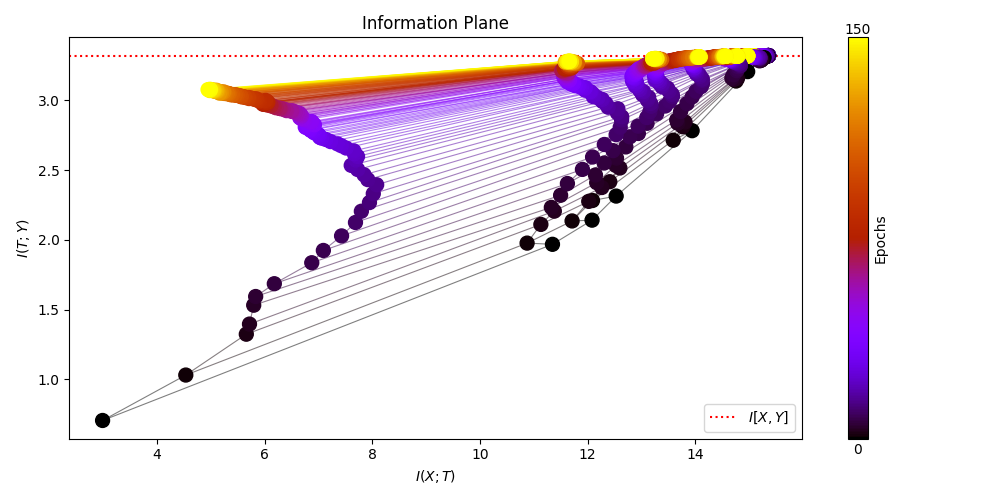 Information Plane
150
3.0
2.5
2.0
1.5
1.0
I(T; Y)
Epochs
I[X, Y]
0
4 6 8 10 12 14
I(X; T)